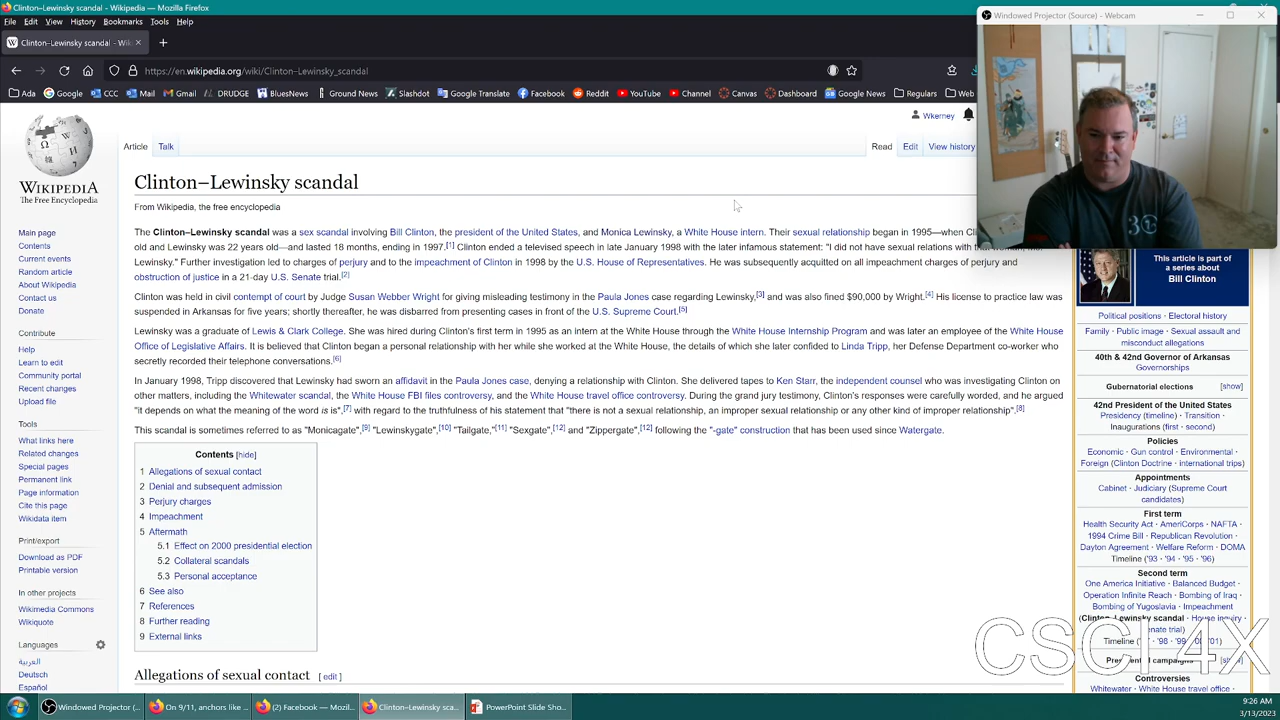 Clinton–Lewinsky scandal - Wikipedia — Mozilla Firefox
File Edit View History Bookmarks Tools Help
Clinton–Lewinsky scandal - Wi
https://en.wikipedia.org/wiki/Clinton–Lewinsky_scandal
Ada Google CCC Mail Gmail DRUDGE BluesNews Ground News Slashdot Google Translate Facebook Reddit YouTube Channel Canvas Dashboard Google News Regulars Web
Windowed Projector (Source) - Webcam
Wkerney
WIKIPEDIA
The Free Encyclopedia
Article Talk Read Edit View history
Clinton–Lewinsky scandal
From Wikipedia, the free encyclopedia
The Clinton–Lewinsky scandal was a sex scandal involving Bill Clinton, the president of the United States, and Monica Lewinsky, a White House intern. Their sexual relationship began in 1995—when
old and Lewinsky was 22 years old—and lasted 18 months, ending in 1997.[1] Clinton ended a televised speech in late January 1998 with the later infamous statement: "I did not have sexual relations with
Lewinsky." Further investigation led to charges of perjury and to the impeachment of Clinton in 1998 by the U.S. House of Representatives. He was subsequently acquitted on all impeachment charges of perjury and
obstruction of justice in a 21-day U.S. Senate trial.[2]
Clinton was held in civil contempt of court by Judge Susan Webber Wright for giving misleading testimony in the Paula Jones case regarding Lewinsky,[3] and was also fined $90,000 by Wright.[4] His license to practice law was
suspended in Arkansas for five years; shortly thereafter, he was disbarred from presenting cases in front of the U.S. Supreme Court.[5]
Lewinsky was a graduate of Lewis & Clark College. She was hired during Clinton's first term in 1995 as an intern at the White House through the White House Internship Program and was later an employee of the White House
Office of Legislative Affairs. It is believed that Clinton began a personal relationship with her while she worked at the White House, the details of which she later confided to Linda Tripp, her Defense Department co-worker who
secretly recorded their telephone conversations.[6]
In January 1998, Tripp discovered that Lewinsky had sworn an affidavit in the Paula Jones case, denying a relationship with Clinton. She delivered tapes to Ken Starr, the independent counsel who was investigating Clinton on
other matters, including the Whitewater scandal, the White House FBI files controversy, and the White House travel office controversy. During the grand jury testimony, Clinton's responses were carefully worded, and he argued
"it depends on what the meaning of the word is is",[7] with regard to the truthfulness of his statement that "there is not a sexual relationship, an improper sexual relationship or any other kind of improper relationship".[8]
This scandal is sometimes referred to as "Monicagate",[9] "Lewinskygate",[10] "Tailgate",[11] "Sexgate",[12] and "Zippergate",[12] following the "-gate" construction that has been used since Watergate.
Contents [hide]
1 Allegations of sexual contact
2 Denial and subsequent admission
3 Perjury charges
4 Impeachment
5 Aftermath
5.1 Effect on 2000 presidential election
5.2 Collateral scandals
5.3 Personal acceptance
6 See also
7 References
8 Further reading
9 External links
Allegations of sexual contact [ edit ]
Main page
Contents
Current events
Random article
About Wikipedia
Contact us
Donate
Contribute
Help
Learn to edit
Community portal
Recent changes
Upload file
Tools
What links here
Related changes
Special pages
Permanent link
Page information
Cite this page
Wikidata item
Print/export
Download as PDF
Printable version
In other projects
Wikimedia Commons
Wikiquote
Languages
العربية
Deutsch
Español
This article is part of
a series about
Bill Clinton
Political positions · Electoral history
Family · Public image · Sexual assault and
misconduct allegations
40th & 42nd Governor of Arkansas
Governorships
Gubernatorial elections [show]
42nd President of the United States
Presidency (timeline) · Transition ·
Inaugurations (first · second)
Policies
Economic · Gun control · Environmental ·
Foreign (Clinton Doctrine · international trips)
Appointments
Cabinet · Judiciary (Supreme Court
candidates)
First term
Health Security Act · AmeriCorps · NAFTA ·
1994 Crime Bill · Republican Revolution ·
Dayton Agreement · Welfare Reform · DOMA
Timeline ('93 · '94 · '95 · '96)
Second term
One America Initiative · Balanced Budget ·
Operation Infinite Reach · Bombing of Iraq ·
Bombing of Yugoslavia · Impeachment
(Clinton–Lewinsky scandal · House inquiry ·
Senate trial)
Controversies
Whitewater · White House travel office ·
CSCI 4X
Windowed Projector (
On 9/11, anchors like ...
(2) Facebook — Mozil...
Clinton–Lewinsky sca...
PowerPoint Slide Sho...
9:26 AM
3/13/2023